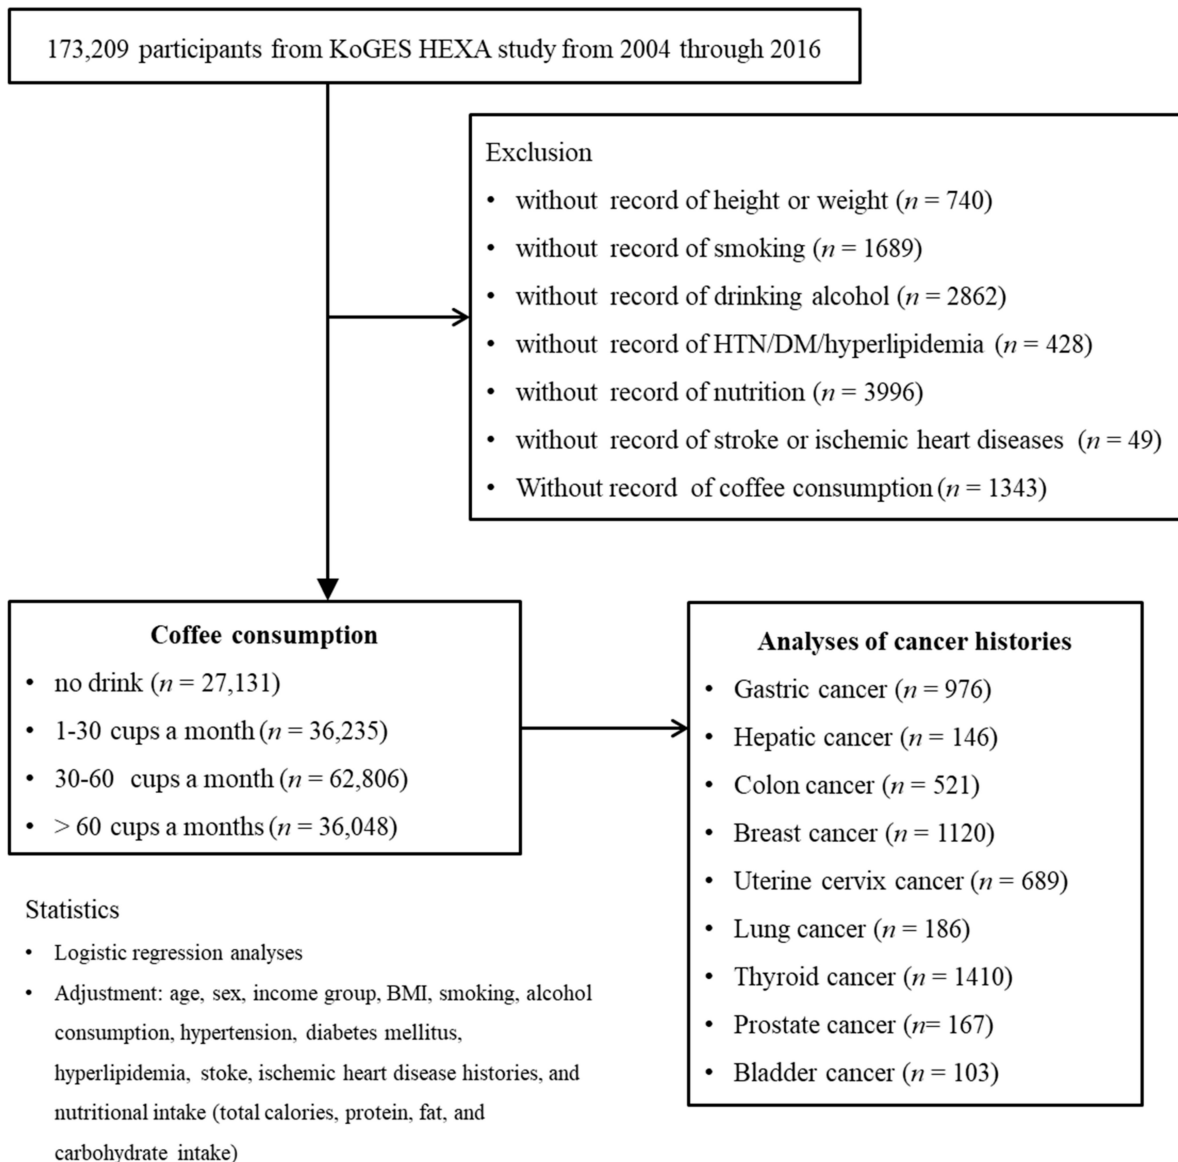 173,209 participants from KoGES HEXA study from 2004 through 2016
Exclusion
• without record of height or weight (n = 740)
• without record of smoking (n = 1689)
• without record of drinking alcohol (n = 2862)
• without record of HTN/DM/hyperlipidemia (n = 428)
• without record of nutrition (n = 3996)
• without record of stroke or ischemic heart diseases (n = 49)
• Without record of coffee consumption (n = 1343)
Coffee consumption
• no drink (n = 27,131)
• 1-30 cups a month (n = 36,235)
• 30-60 cups a month (n = 62,806)
• > 60 cups a months (n = 36,048)
Analyses of cancer histories
• Gastric cancer (n = 976)
• Hepatic cancer (n = 146)
• Colon cancer (n = 521)
• Breast cancer (n = 1120)
• Uterine cervix cancer (n = 689)
• Lung cancer (n = 186)
• Thyroid cancer (n = 1410)
• Prostate cancer (n= 167)
• Bladder cancer (n = 103)
Statistics
• Logistic regression analyses
• Adjustment: age, sex, income group, BMI, smoking, alcohol
consumption, hypertension, diabetes mellitus,
hyperlipidemia, stoke, ischemic heart disease histories, and
nutritional intake (total calories, protein, fat, and
carbohydrate intake)